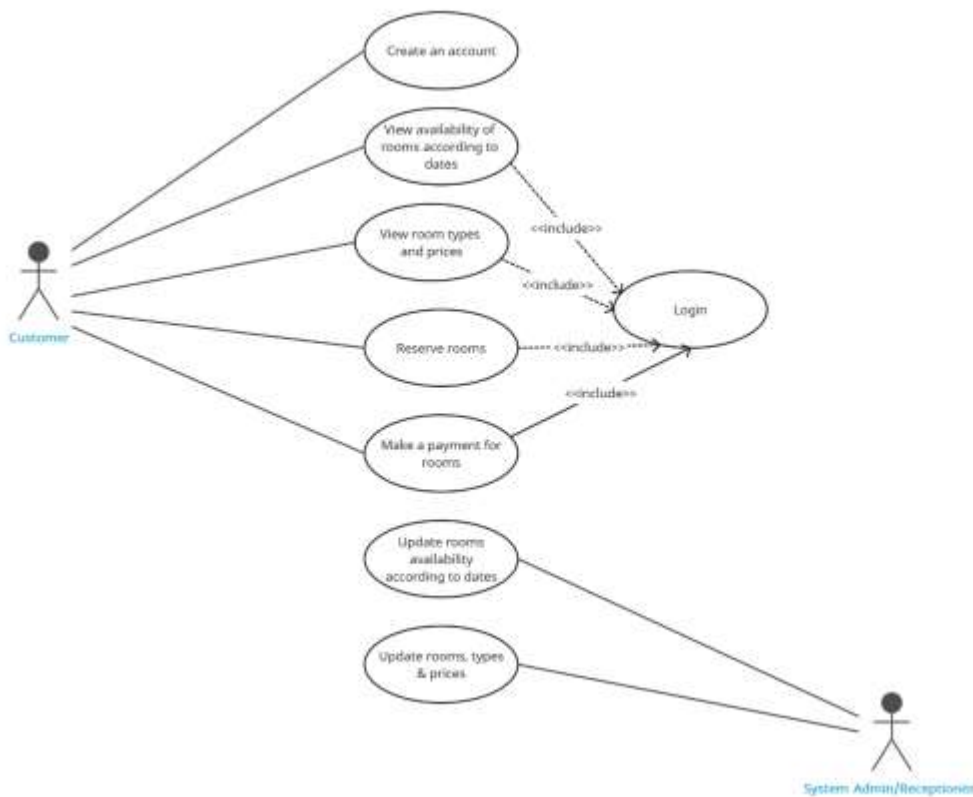 Create an account
View availability of
rooms according to
dates
<<include>>
View room types
and prices
<<include>>
Login
Customer
Reserve rooms
<<include>>
<<include>>
Make a payment for
rooms
Update rooms
availability
according to dates
Update rooms, types
& prices
System Admin/Receptioner